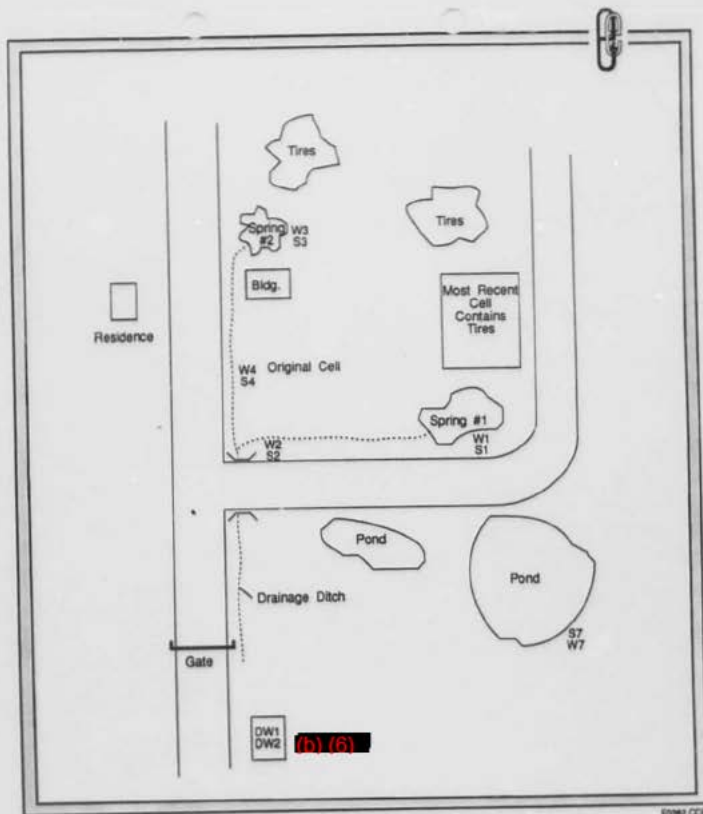 Tires
Tires
Spring
#2
W3
S3
Bldg.
Most Recent
Cell
Contains
Tires
Residence
W4
S4
Original Cell
Spring #1
W1
S1
W2
S2
Pond
Pond
Drainage Ditch
S7
W7
Gate
DW1
DW2
(b) (6)